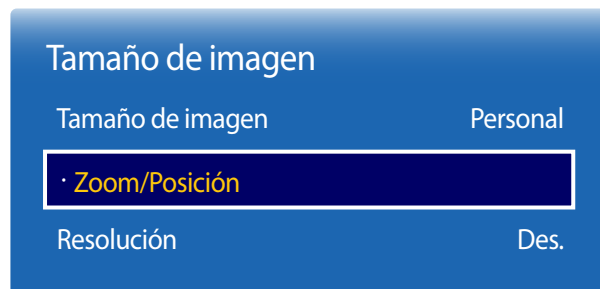 Tamaño de imagen
Tamaño de imagen Personal
· Zoom/Posición
Resolución Des.